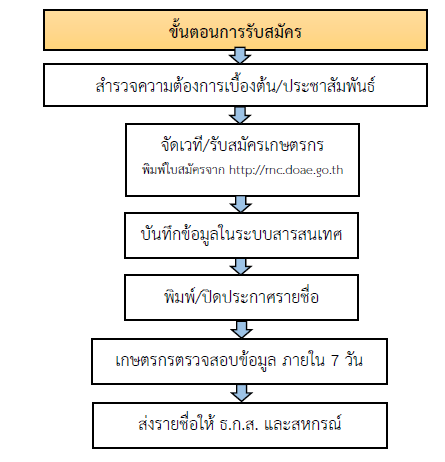 ขั้นตอนการรับสมัคร
สำรวจความต้องการเบื้องต้น/ประชาสัมพันธ์
จัดเวที/รับสมัครเกษตรกร
พิมพ์ใบสมัครจาก http://mc.doae.go.th
บันทึกข้อมูลในระบบสารสนเทศ
พิมพ์/ปิดประกาศรายชื่อ
เกษตรกรตรวจสอบข้อมูล ภายใน 7 วัน
ส่งรายชื่อให้ ธ.ก.ส. และสหกรณ์